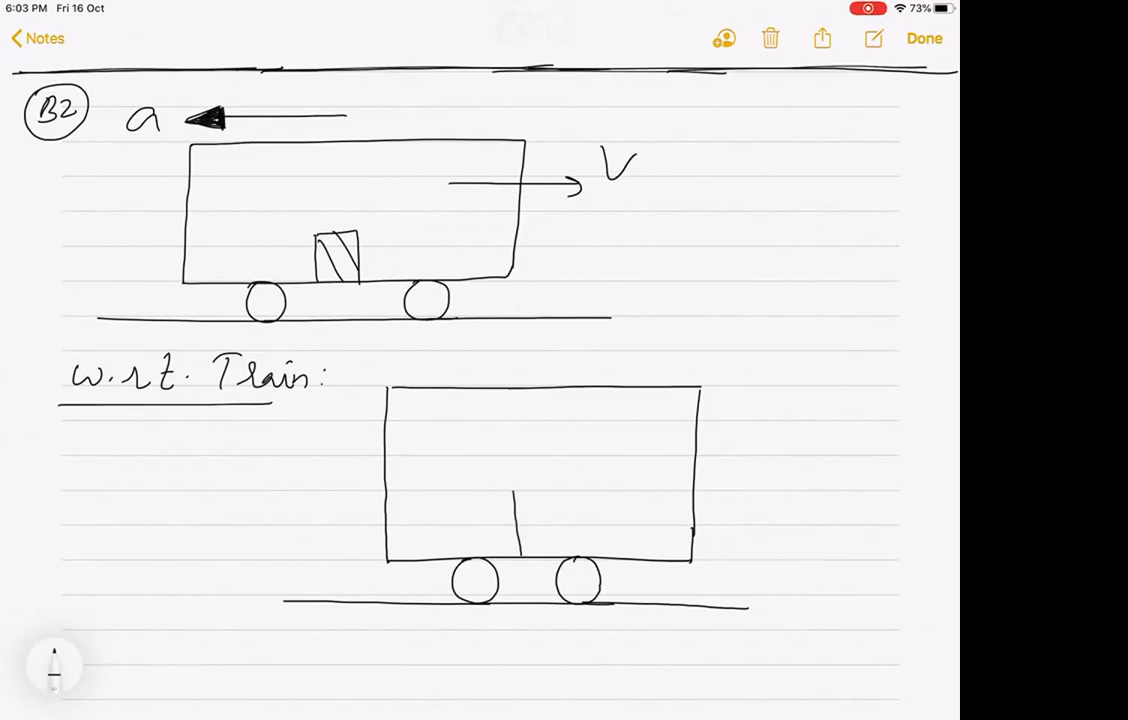 6:03 PM Fri 16 Oct 73%
Notes Done
B2 a
V
w.r.t. Train: